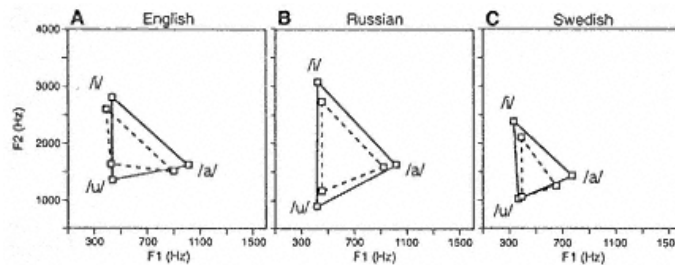 A English
B Russian
C Swedish
4000
3000
2000
1000
F2 (Hz)
/i/
/u/
/a/
/i/
/u/
/a/
/i/
/u/
/a/
300 700 1100 1500
300 700 1100 1500
300 700 1100 1500
F1 (Hz)
F1 (Hz)
F1 (Hz)